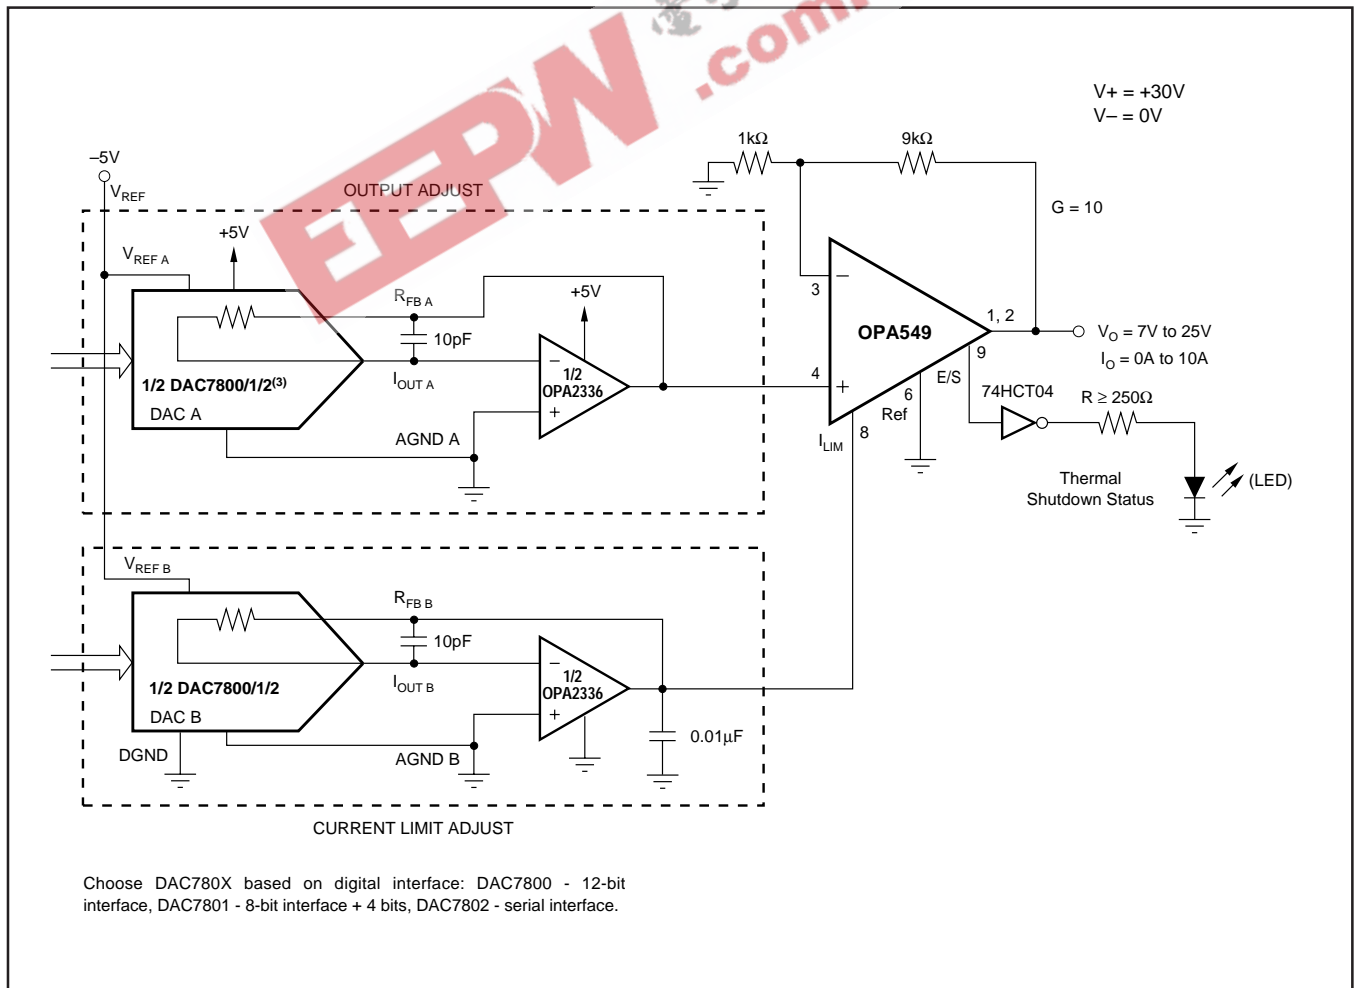 EEPW
.com
V+ = +30V
V– = 0V
1kΩ
9kΩ
–5V
VREF
OUTPUT ADJUST
G = 10
+5V
VREF A
RFB A
+5V
10pF
3
–
OPA549
1, 2
VO = 7V to 25V
IO = 0A to 10A
1/2 DAC7800/1/2(3)
DAC A
IOUT A
–
1/2
OPA2336
+
4
+
9
E/S
6
Ref
74HCT04
R ≥ 250Ω
AGND A
ILIM
8
Thermal
Shutdown Status
(LED)
VREF B
RFB B
10pF
1/2 DAC7800/1/2
DAC B
IOUT B
–
1/2
OPA2336
+
0.01µF
DGND
AGND B
CURRENT LIMIT ADJUST
Choose DAC780X based on digital interface: DAC7800 - 12-bit
interface, DAC7801 - 8-bit interface + 4 bits, DAC7802 - serial interface.